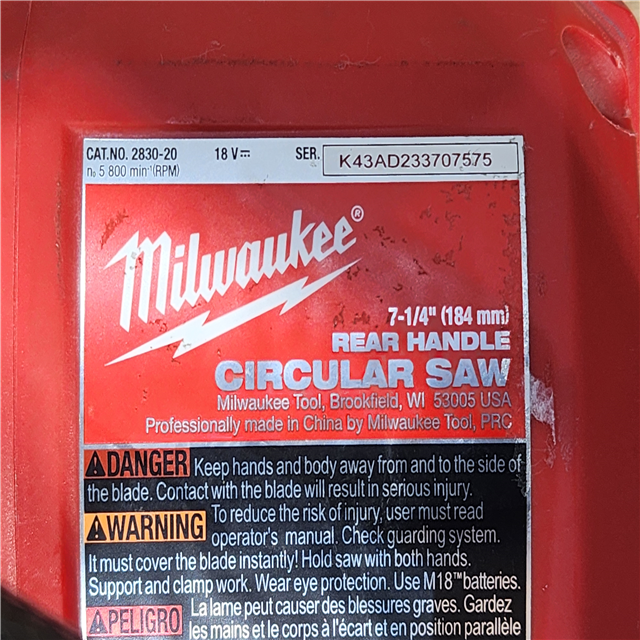 CAT.NO. 2830-20 18 V⎓ SER. K43AD233707575
n₀ 5 800 min⁻¹(RPM)
Milwaukee®
7-1/4" (184 mm)
REAR HANDLE
CIRCULAR SAW
Milwaukee Tool, Brookfield, WI 53005 USA
Professionally made in China by Milwaukee Tool, PRC
DANGER Keep hands and body away from and to the side of
the blade. Contact with the blade will result in serious injury.
WARNING To reduce the risk of injury, user must read
operator's manual. Check guarding system.
It must cover the blade instantly! Hold saw with both hands.
Support and clamp work. Wear eye protection. Use M18™ batteries.
PELIGRO La lame peut causer des blessures graves. Gardez
les mains et le corps à l'écart et en position parallèle